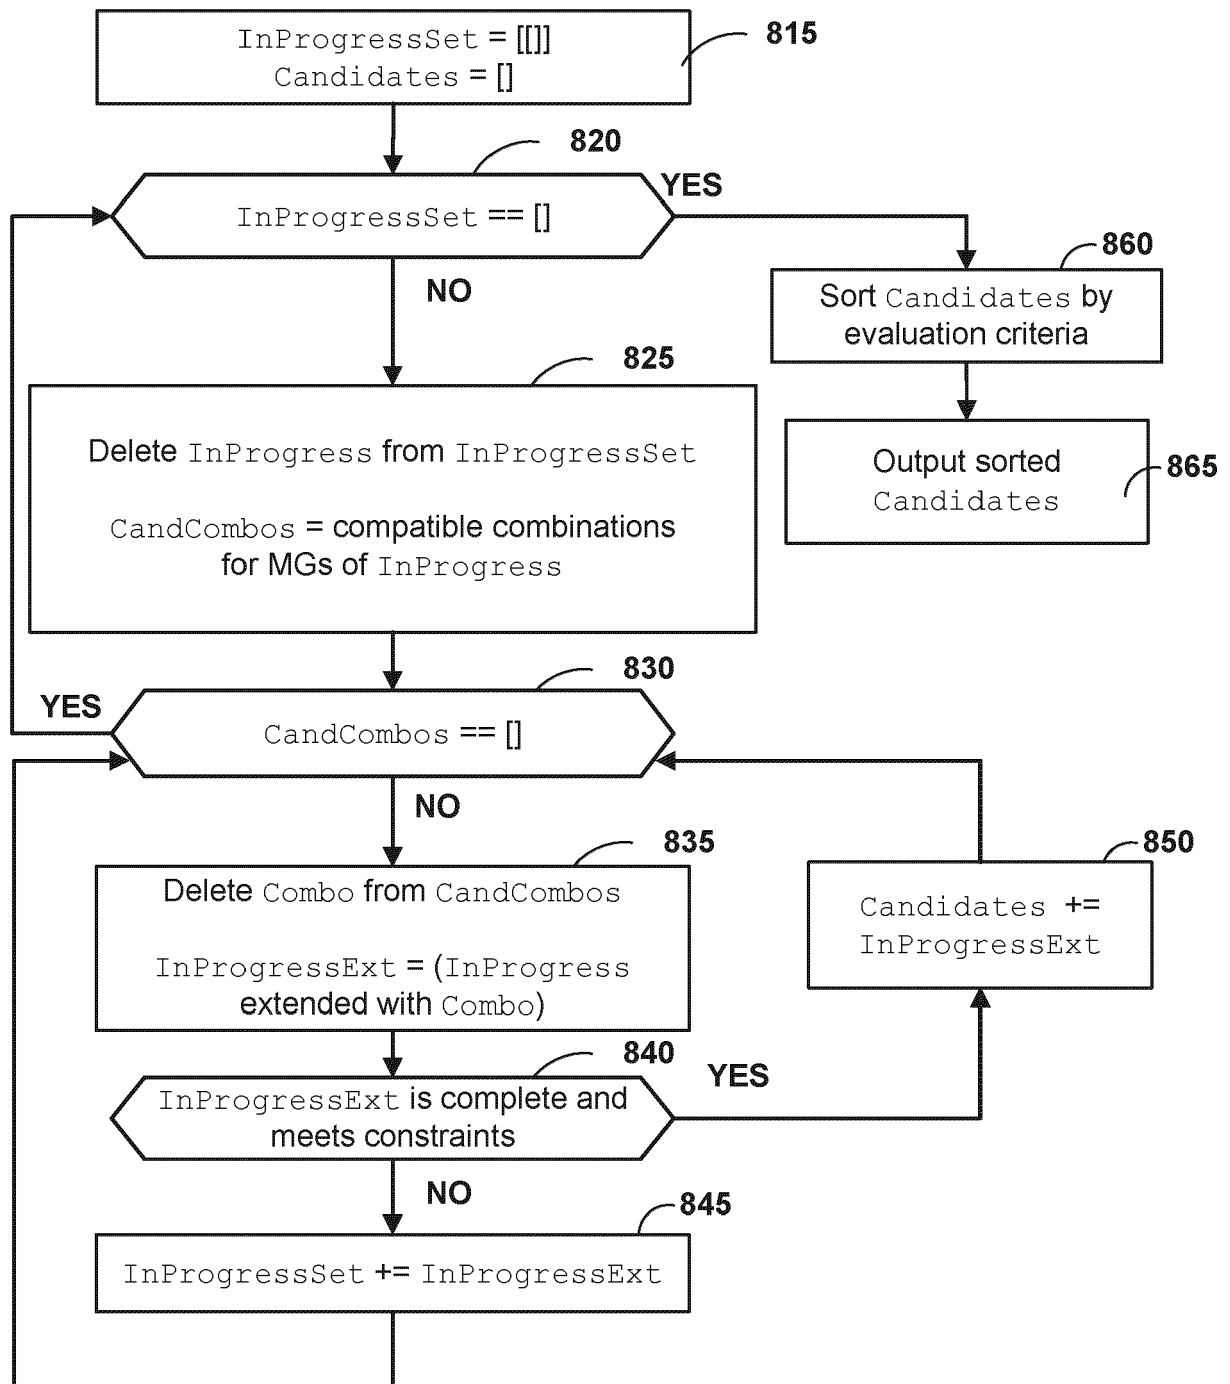 InProgressSet = [[]]
Candidates = []
815
820
InProgressSet == []
YES
NO
860
Sort Candidates by
evaluation criteria
865
Output sorted
Candidates
825
Delete InProgress from InProgressSet
CandCombos = compatible combinations
for MGs of InProgress
830
YES
CandCombos == []
NO
835
Delete Combo from CandCombos
InProgressExt = (InProgress
extended with Combo)
850
Candidates +=
InProgressExt
840
YES
InProgressExt is complete and
meets constraints
NO
845
InProgressSet += InProgressExt